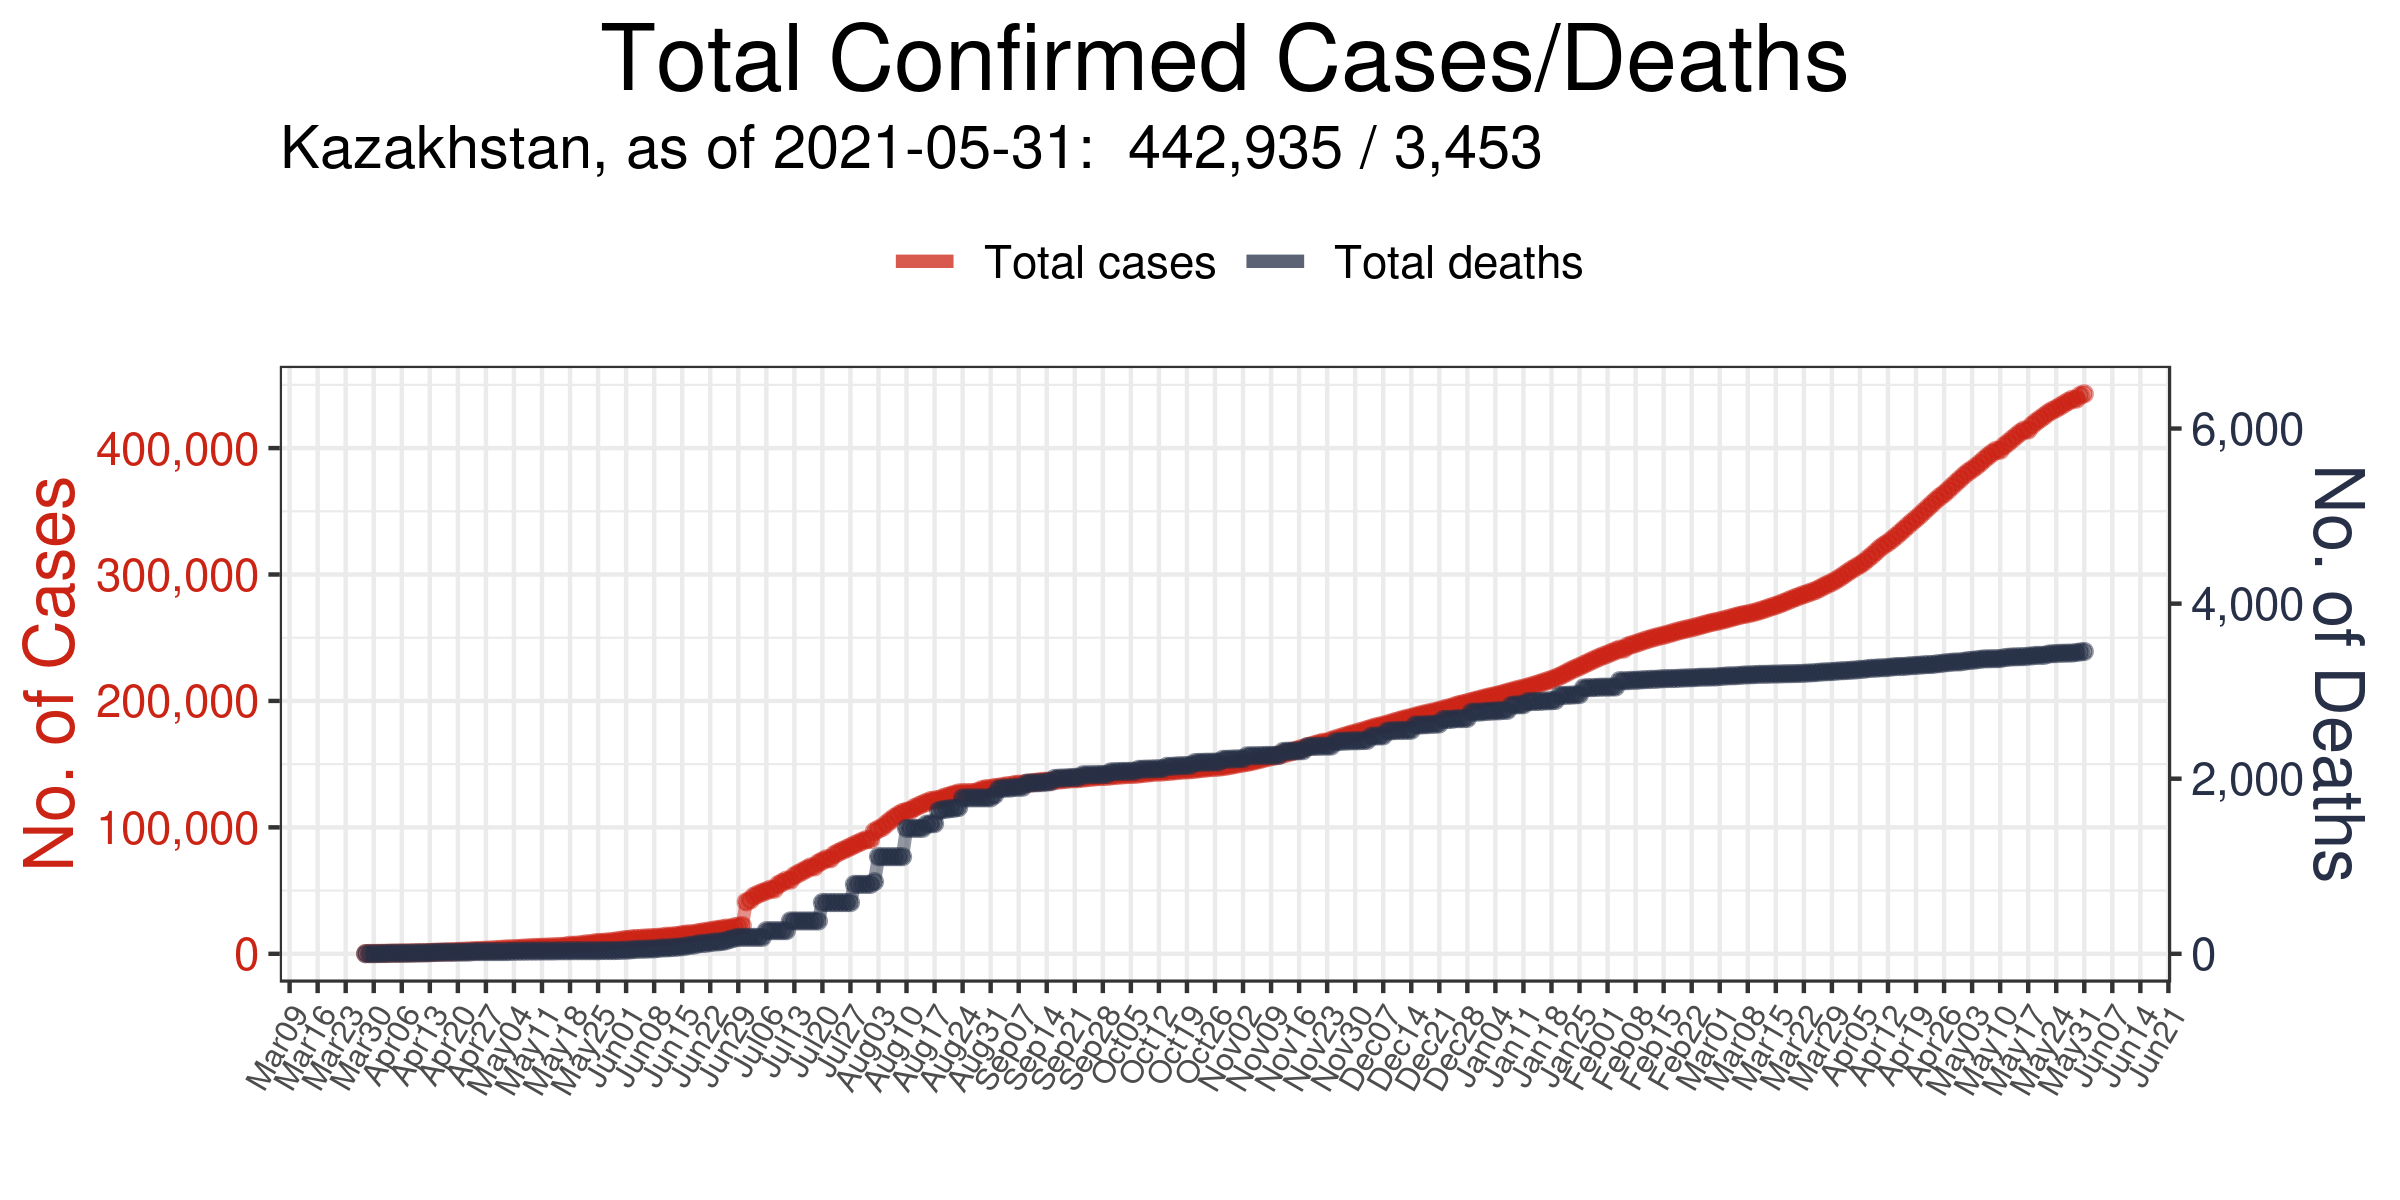 Total Confirmed Cases/Deaths
Kazakhstan, as of 2021-05-31:  442,935 / 3,453
Total cases
Total deaths
No. of Cases
400,000
300,000
200,000
100,000
0
6,000
4,000
2,000
0
No. of Deaths
Mar09
Mar16
Mar23
Mar30
Apr06
Apr13
Apr20
Apr27
May04
May11
May18
May25
Jun01
Jun08
Jun15
Jun22
Jun29
Jul06
Jul13
Jul20
Jul27
Aug03
Aug10
Aug17
Aug24
Aug31
Sep07
Sep14
Sep21
Sep28
Oct05
Oct12
Oct19
Oct26
Nov02
Nov09
Nov16
Nov23
Nov30
Dec07
Dec14
Dec21
Dec28
Jan04
Jan11
Jan18
Jan25
Feb01
Feb08
Feb15
Feb22
Mar01
Mar08
Mar15
Mar22
Mar29
Apr05
Apr12
Apr19
Apr26
May03
May10
May17
May24
May31
Jun07
Jun14
Jun21